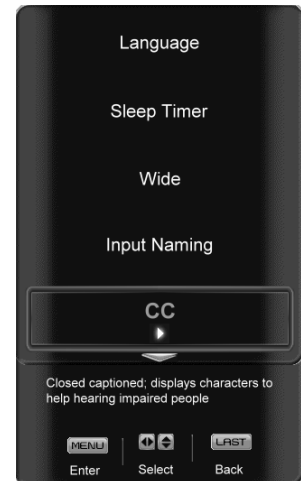 Language
Sleep Timer
Wide
Input Naming
CC
Closed captioned; displays characters to
help hearing impaired people
MENU LAST
Enter Select Back